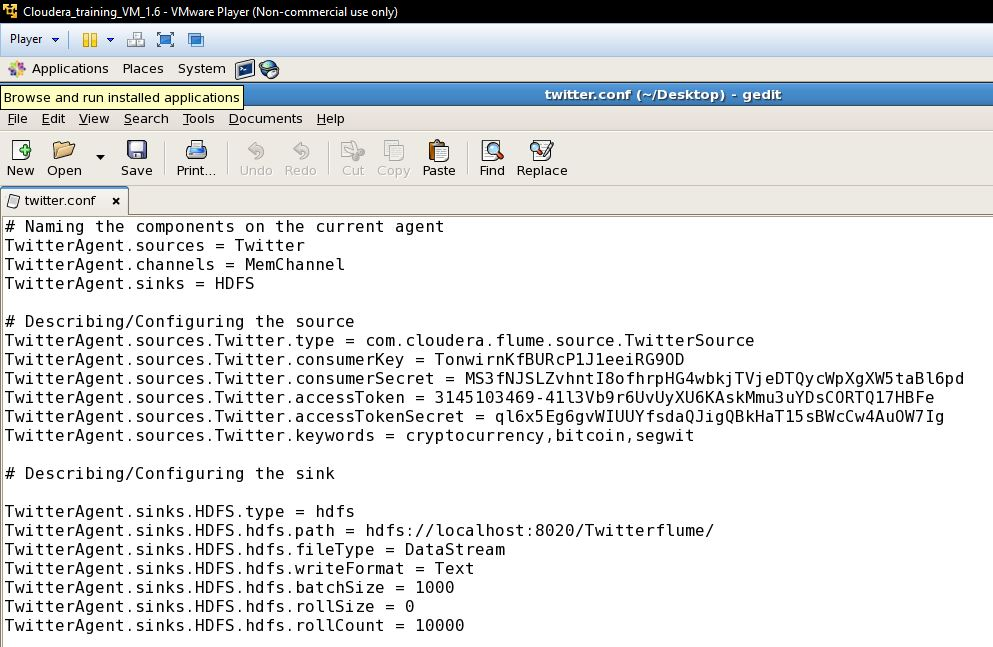 Cloudera_training_VM_1.6 - VMware Player (Non-commercial use only)
Player
Applications Places System
Browse and run installed applications
twitter.conf (~/Desktop) - gedit
File Edit View Search Tools Documents Help
New Open Save Print... Undo Redo Cut Copy Paste Find Replace
twitter.conf
# Naming the components on the current agent
TwitterAgent.sources = Twitter
TwitterAgent.channels = MemChannel
TwitterAgent.sinks = HDFS
# Describing/Configuring the source
TwitterAgent.sources.Twitter.type = com.cloudera.flume.source.TwitterSource
TwitterAgent.sources.Twitter.consumerKey = TonwirnKfBURcP1J1eeiRG9OD
TwitterAgent.sources.Twitter.consumerSecret = MS3fNJSLZvhntI8ofhrpHG4wbkjTVjeDTQycWpXgXW5taBl6pd
TwitterAgent.sources.Twitter.accessToken = 3145103469-41l3Vb9r6UvUyXU6KAskMmu3uYDsCORTQ17HBFe
TwitterAgent.sources.Twitter.accessTokenSecret = ql6x5Eg6gvWIUUYfsdaQJigQBkHaT15sBWcCw4AuOW7Ig
TwitterAgent.sources.Twitter.keywords = cryptocurrency,bitcoin,segwit
# Describing/Configuring the sink
TwitterAgent.sinks.HDFS.type = hdfs
TwitterAgent.sinks.HDFS.hdfs.path = hdfs://localhost:8020/Twitterflume/
TwitterAgent.sinks.HDFS.hdfs.fileType = DataStream
TwitterAgent.sinks.HDFS.hdfs.writeFormat = Text
TwitterAgent.sinks.HDFS.hdfs.batchSize = 1000
TwitterAgent.sinks.HDFS.hdfs.rollSize = 0
TwitterAgent.sinks.HDFS.hdfs.rollCount = 10000